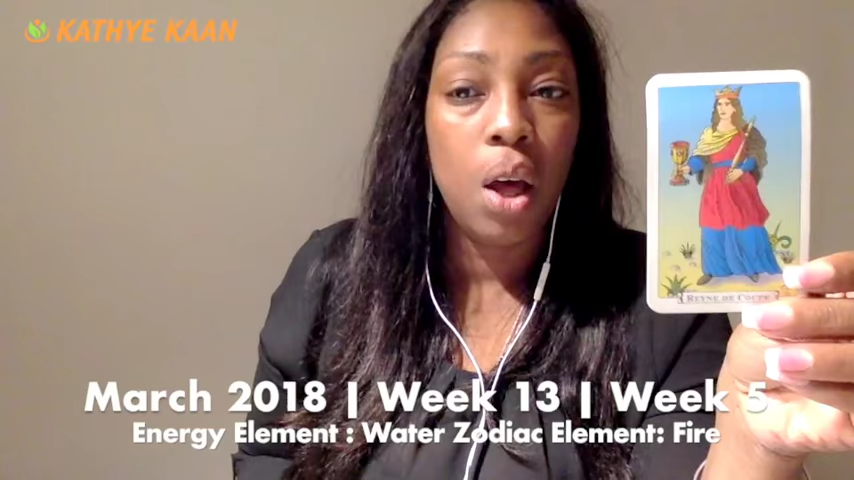 KATHYE KAAN
REYNE DE COUPE
March 2018 | Week 13 | Week 5
Energy Element : Water Zodiac Element: Fire